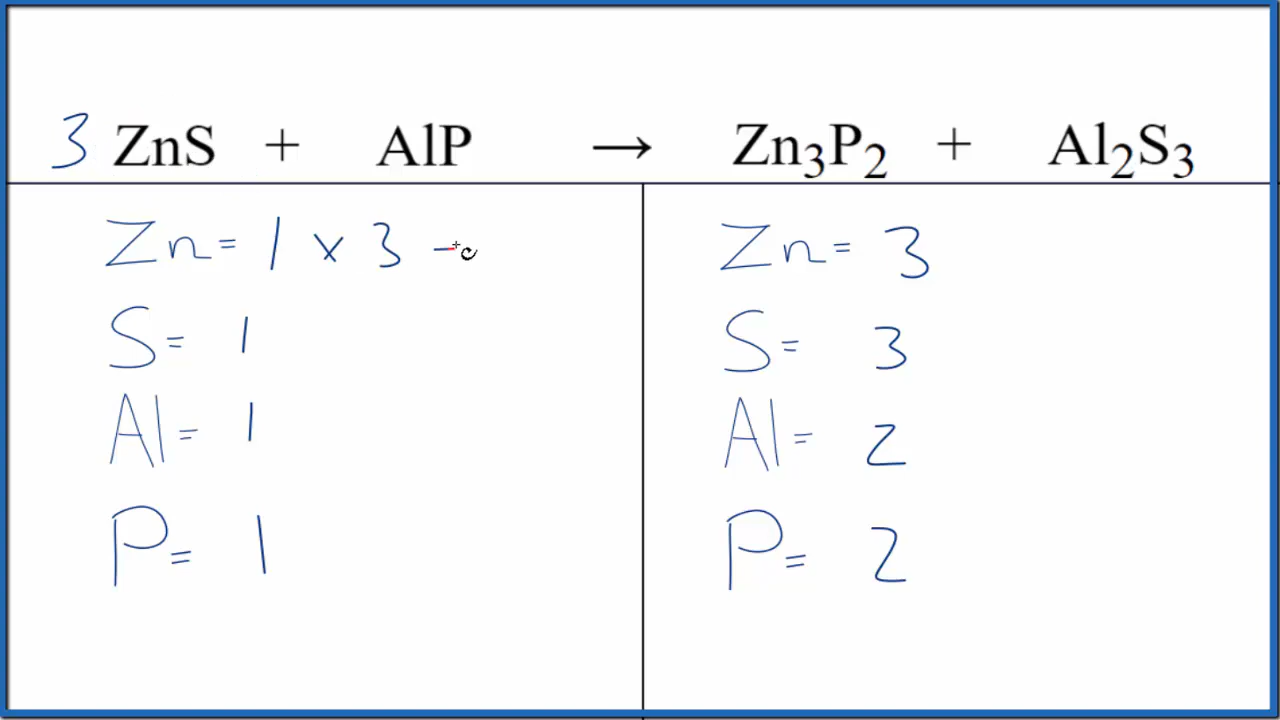 3 ZnS + AlP → Zn₃P₂ + Al₂S₃
Zn = 1 x 3 -
S = 1
Al = 1
P = 1
Zn = 3
S = 3
Al = 2
P = 2